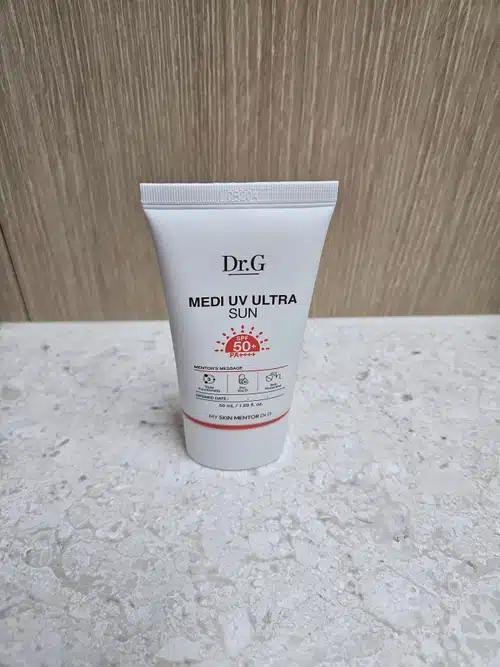 Dr.G
MEDI UV ULTRA
SUN
SPF
50+
PA++++
MENTOR'S MESSAGE
OPENED DATE :
50 mL / 1.69 fl. oz.
MY SKIN MENTOR Dr.G